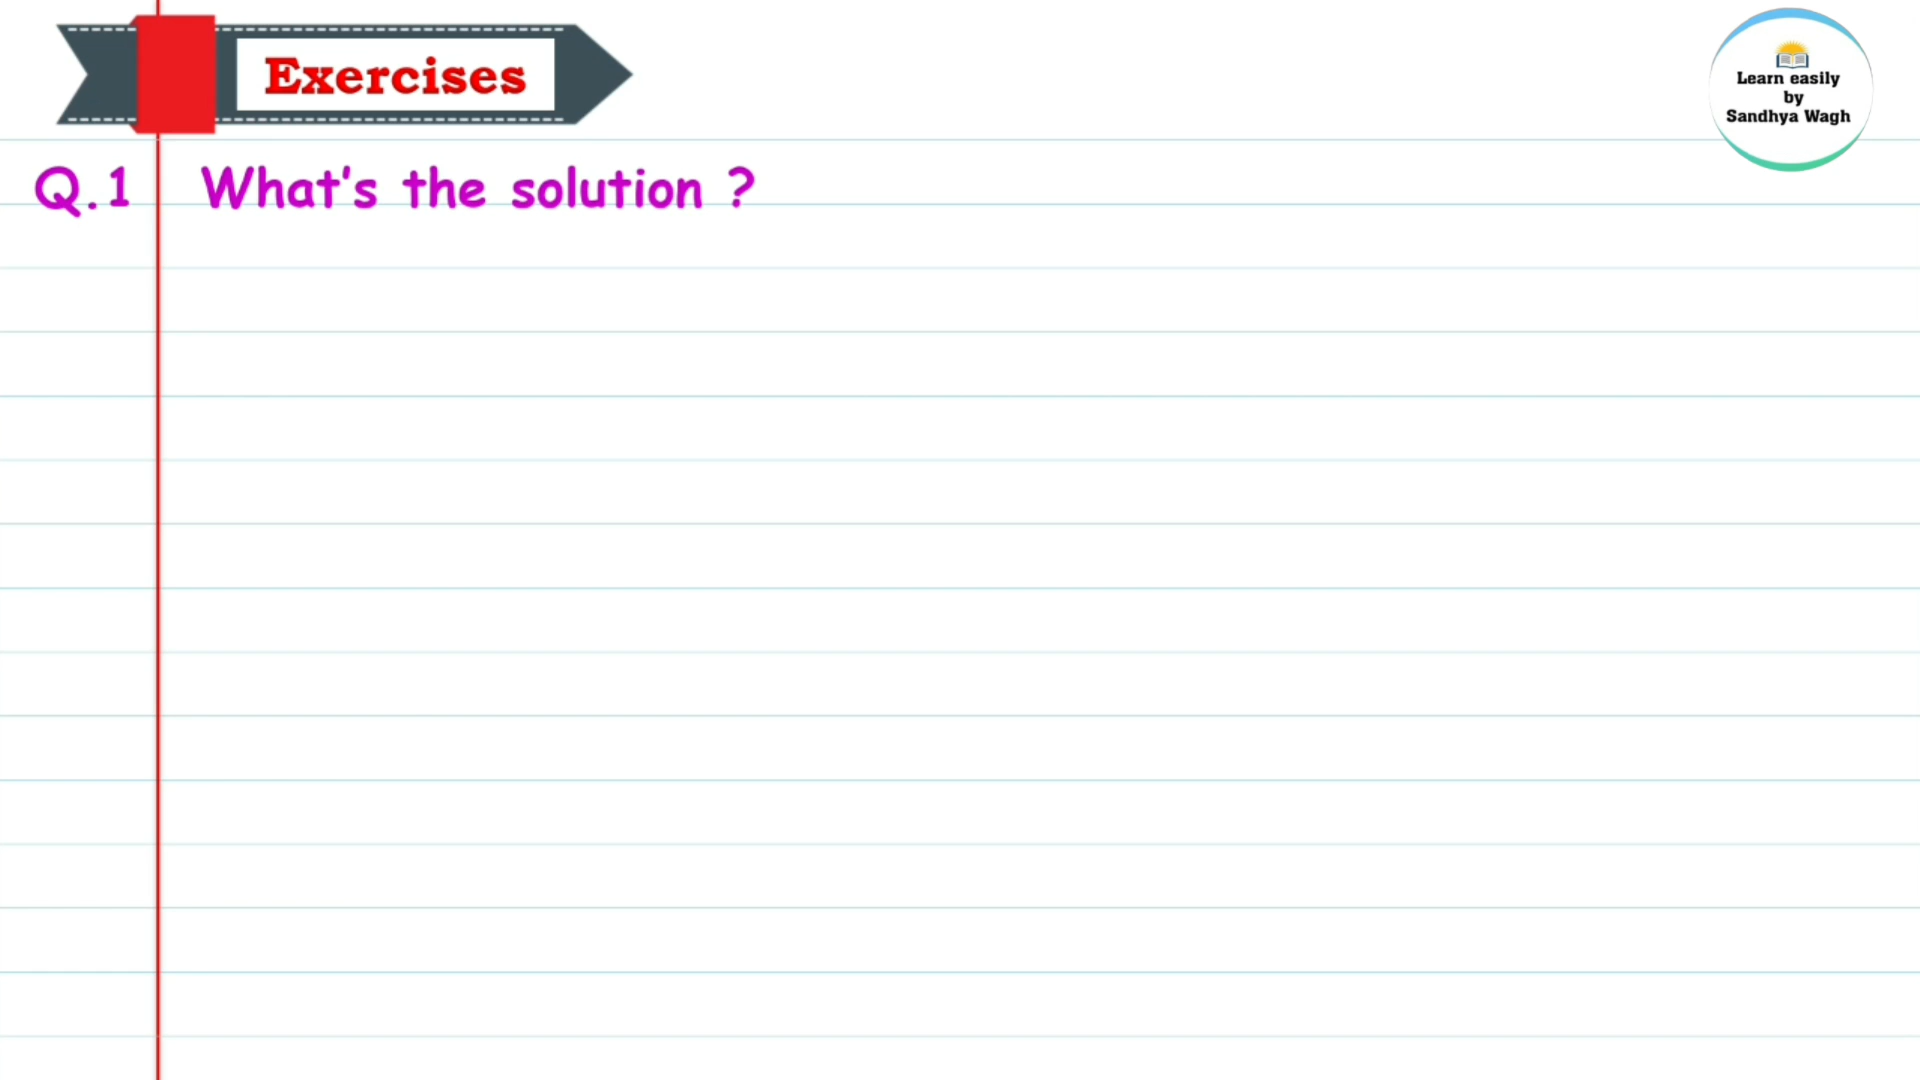 Exercises
Learn easily
by
Sandhya Wagh
Q.1 What's the solution ?